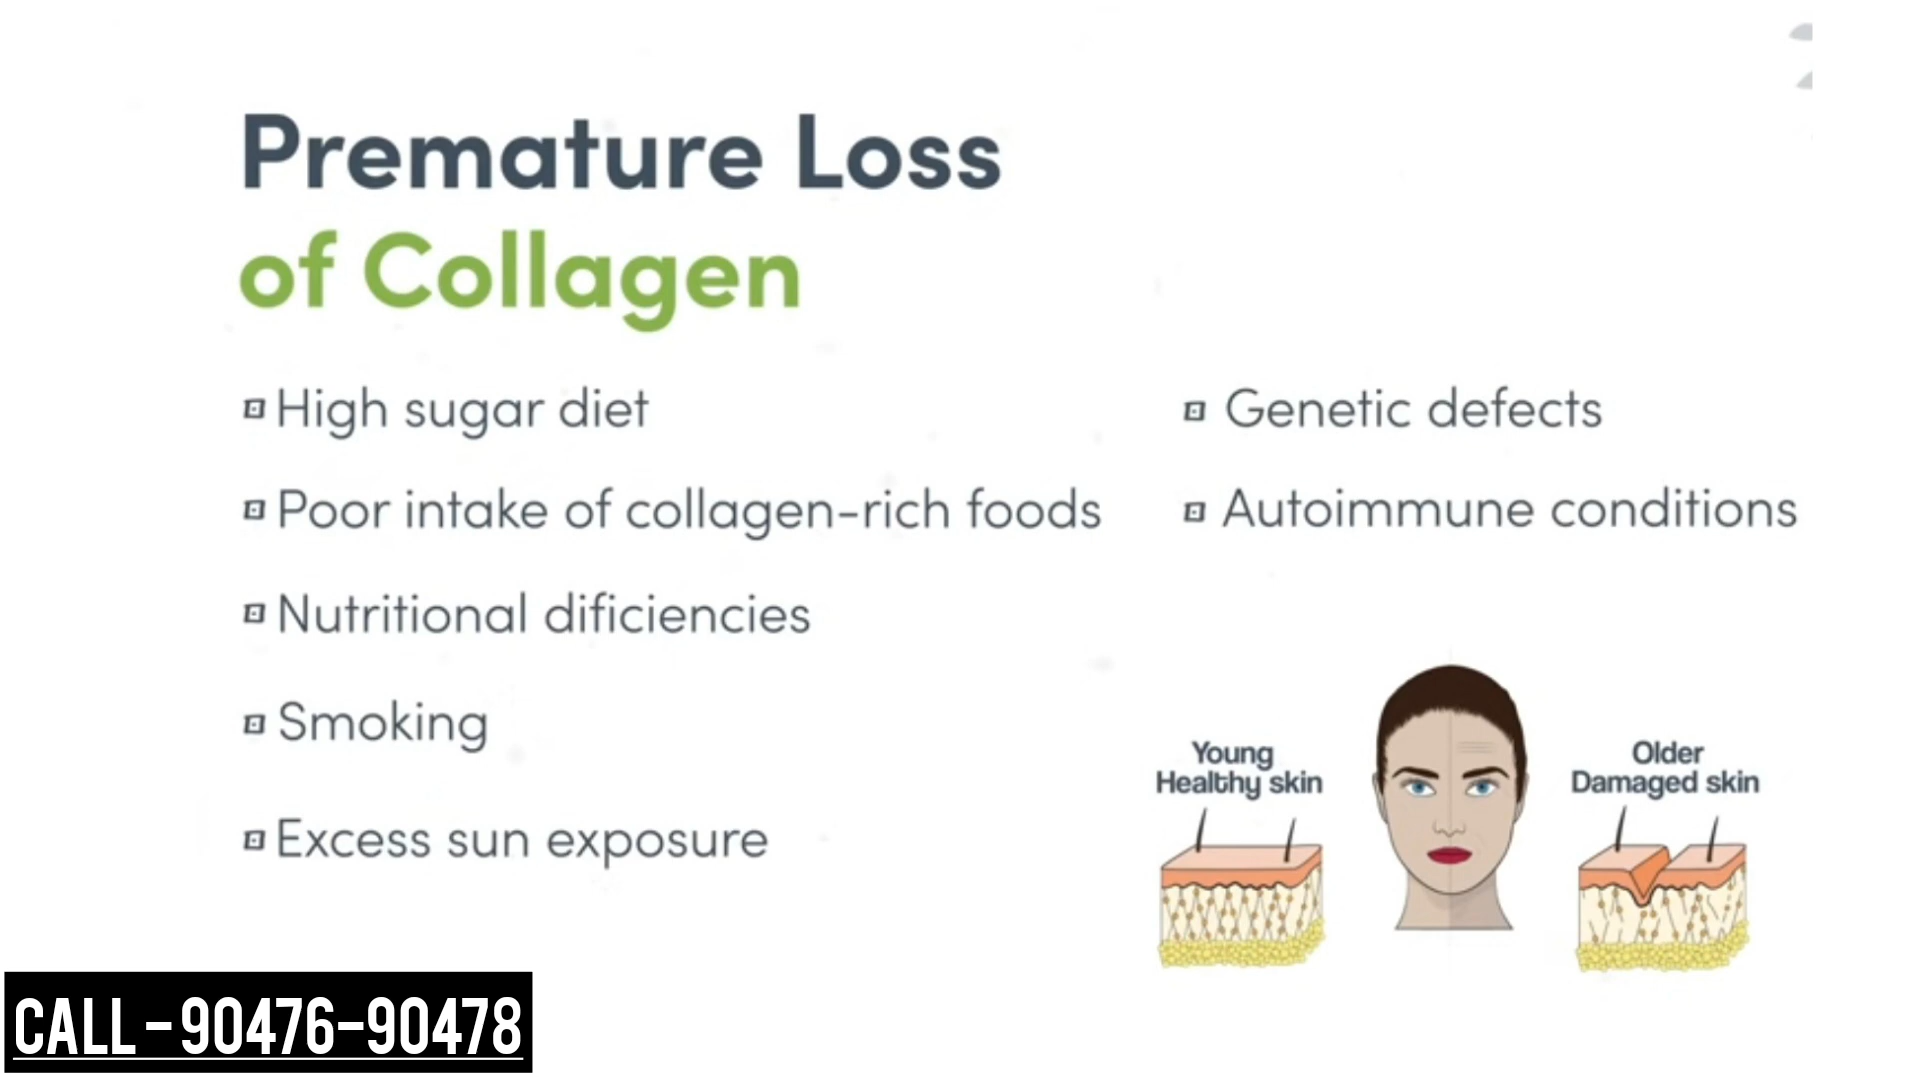 Premature Loss
of Collagen
High sugar diet
Poor intake of collagen-rich foods
Nutritional dificiencies
Smoking
Excess sun exposure
Genetic defects
Autoimmune conditions
Young
Healthy skin
Older
Damaged skin
CALL-90476-90478